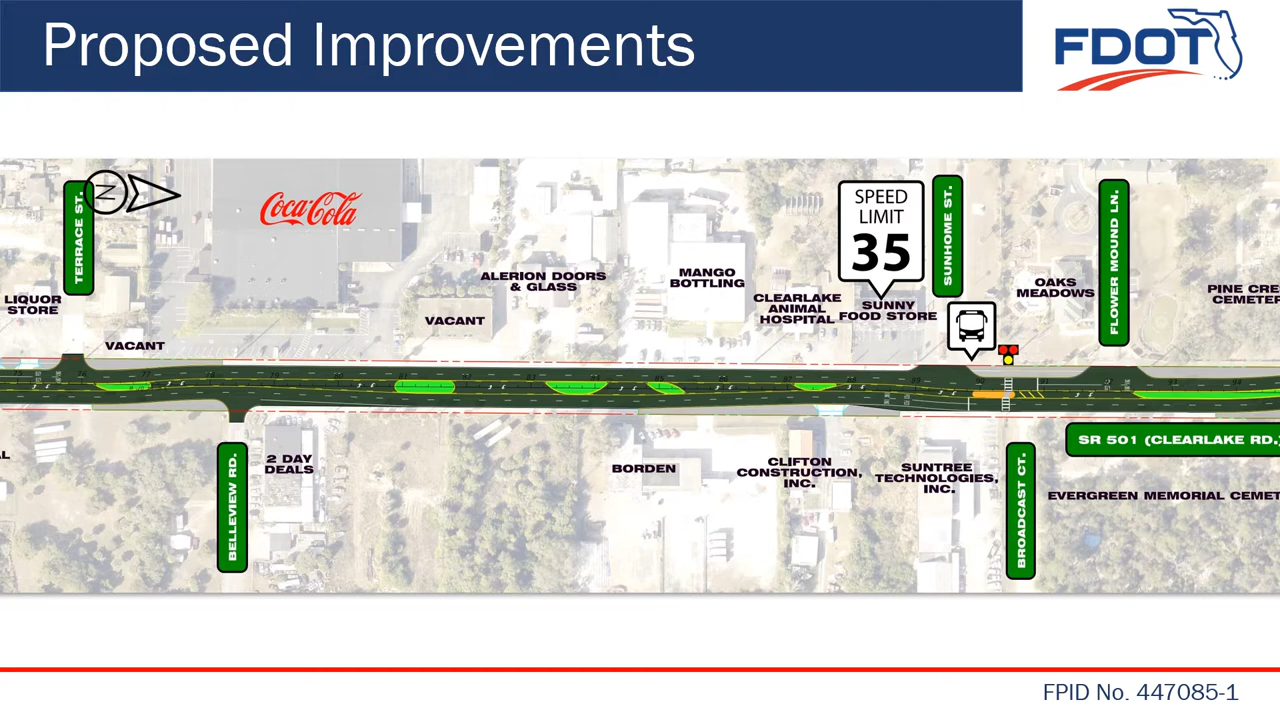 Proposed Improvements
FDOT
TERRACE ST.
N
Coca-Cola
LIQUOR
STORE
VACANT
VACANT
ALERION DOORS
& GLASS
MANGO
BOTTLING
CLEARLAKE
ANIMAL
HOSPITAL
SPEED
LIMIT
35
SUNNY
FOOD STORE
SUNHOME ST.
OAKS
MEADOWS
FLOWER MOUND LN.
PINE CRE
CEMETER
BELLEVIEW RD.
2 DAY
DEALS
BORDEN
CLIFTON
CONSTRUCTION,
INC.
SUNTREE
TECHNOLOGIES,
INC.
BROADCAST CT.
SR 501 (CLEARLAKE RD.)
EVERGREEN MEMORIAL CEMET
FPID No. 447085-1